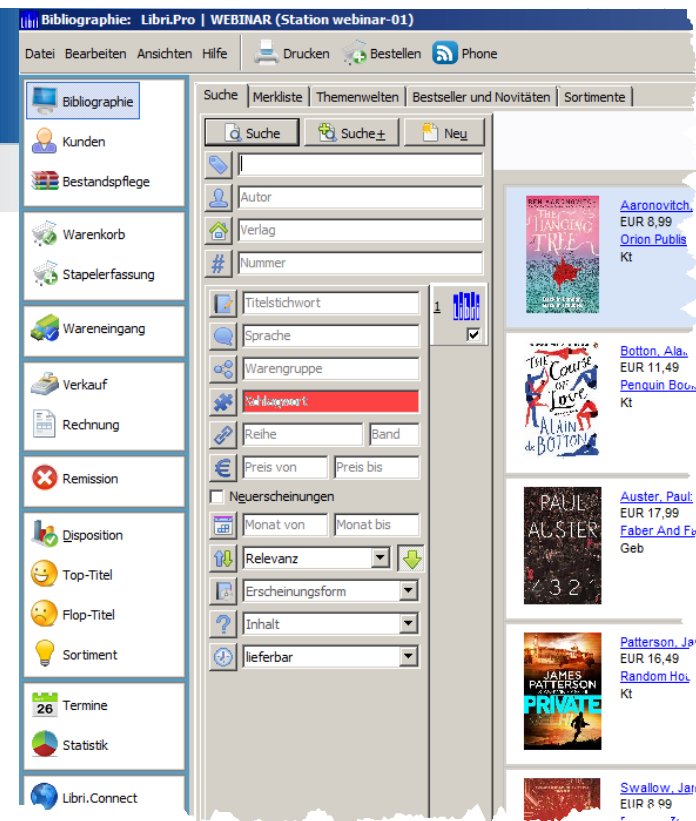 Bibliographie: Libri.Pro | WEBINAR (Station webinar-01)
Datei Bearbeiten Ansichten Hilfe Drucken Bestellen Phone
Bibliographie
Kunden
Bestandspflege
Warenkorb
Stapelerfassung
Wareneingang
Verkauf
Rechnung
Remission
Disposition
Top-Titel
Flop-Titel
Sortiment
26 Termine
Statistik
Libri.Connect
Suche Merkliste Themenwelten Bestseller und Novitäten Sortimente
Suche Suche+ Neu
Autor
Verlag
# Nummer
Titelstichwort
Sprache
Warengruppe
Schlagwort
Reihe Band
€ Preis von Preis bis
Neuerscheinungen
Monat von Monat bis
Relevanz
Erscheinungsform
? Inhalt
lieferbar
1 libri
BEN AARONOVITCH
THE
HANGING
TREE
Aaronovitch,
EUR 8,99
Orion Publis
Kt
THE
Course
OF
Love
ALAIN
de BOTTON
Botton, Ala
EUR 11,49
Penguin Boo
Kt
PAUL
AUSTER
4 3 2 1
Auster, Paul:
EUR 17,99
Faber And Fa
Geb
JAMES
PATTERSON
PRIVATE
Patterson, Ja
EUR 16,49
Random Hou
Kt
Swallow, Jam
EUR 8,99